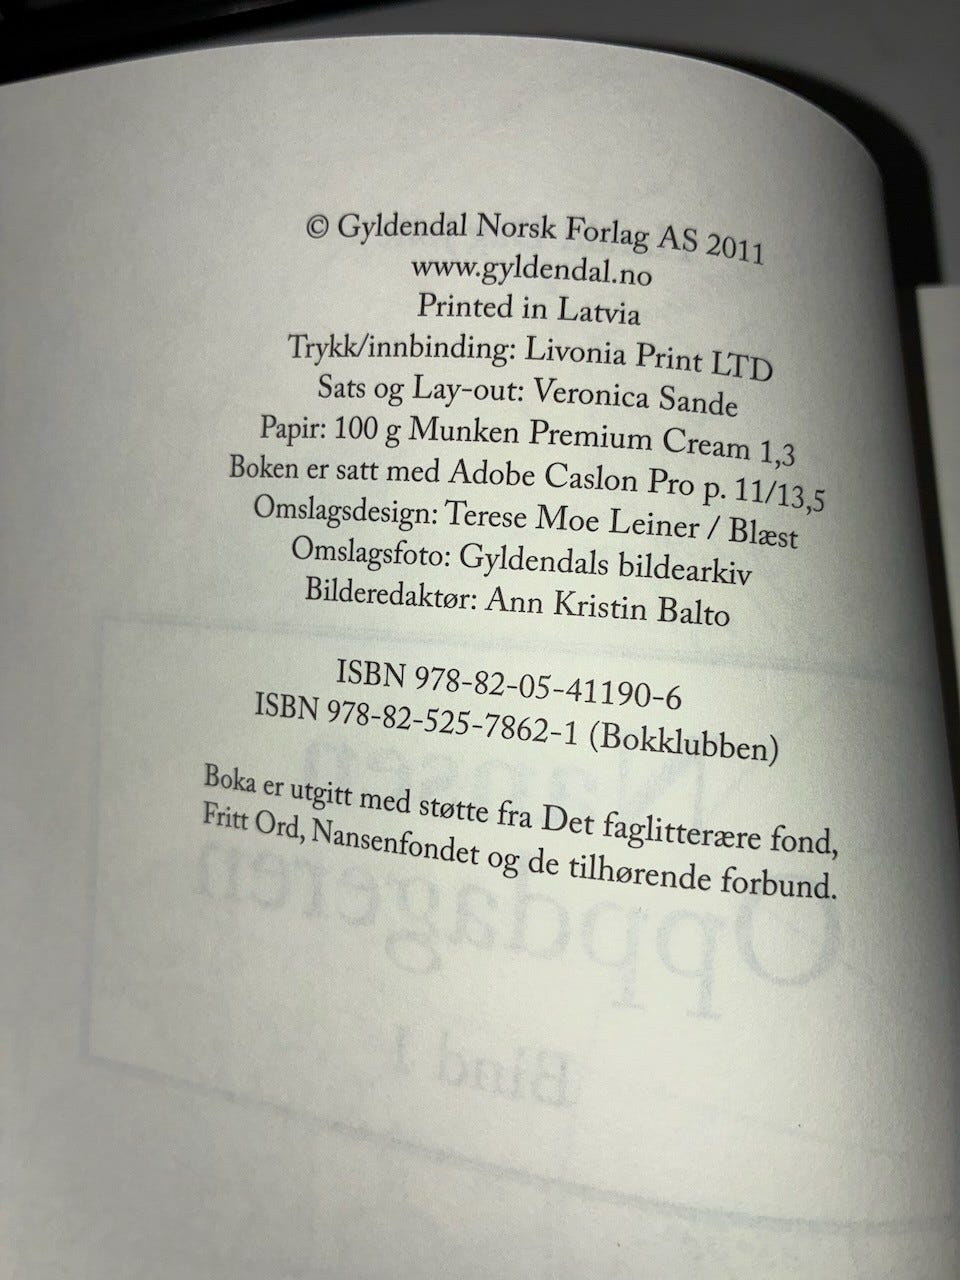 © Gyldendal Norsk Forlag AS 2011
www.gyldendal.no
Printed in Latvia
Trykk/innbinding: Livonia Print LTD
Sats og Lay-out: Veronica Sande
Papir: 100 g Munken Premium Cream 1,3
Boken er satt med Adobe Caslon Pro p. 11/13,5
Omslagsdesign: Terese Moe Leiner / Blæst
Omslagsfoto: Gyldendals bildearkiv
Bilderedaktør: Ann Kristin Balto
ISBN 978-82-05-41190-6
ISBN 978-82-525-7862-1 (Bokklubben)
Boka er utgitt med støtte fra Det faglitterære fond,
Fritt Ord, Nansenfondet og de tilhørende forbund.
Nansen
Oppdageren
Bind 1